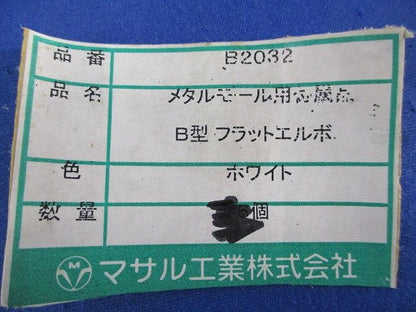 品番 B2032
品名 メタルモール用付属品
B型 フラットエルボ
色 ホワイト
数量 個
M マサル工業株式会社